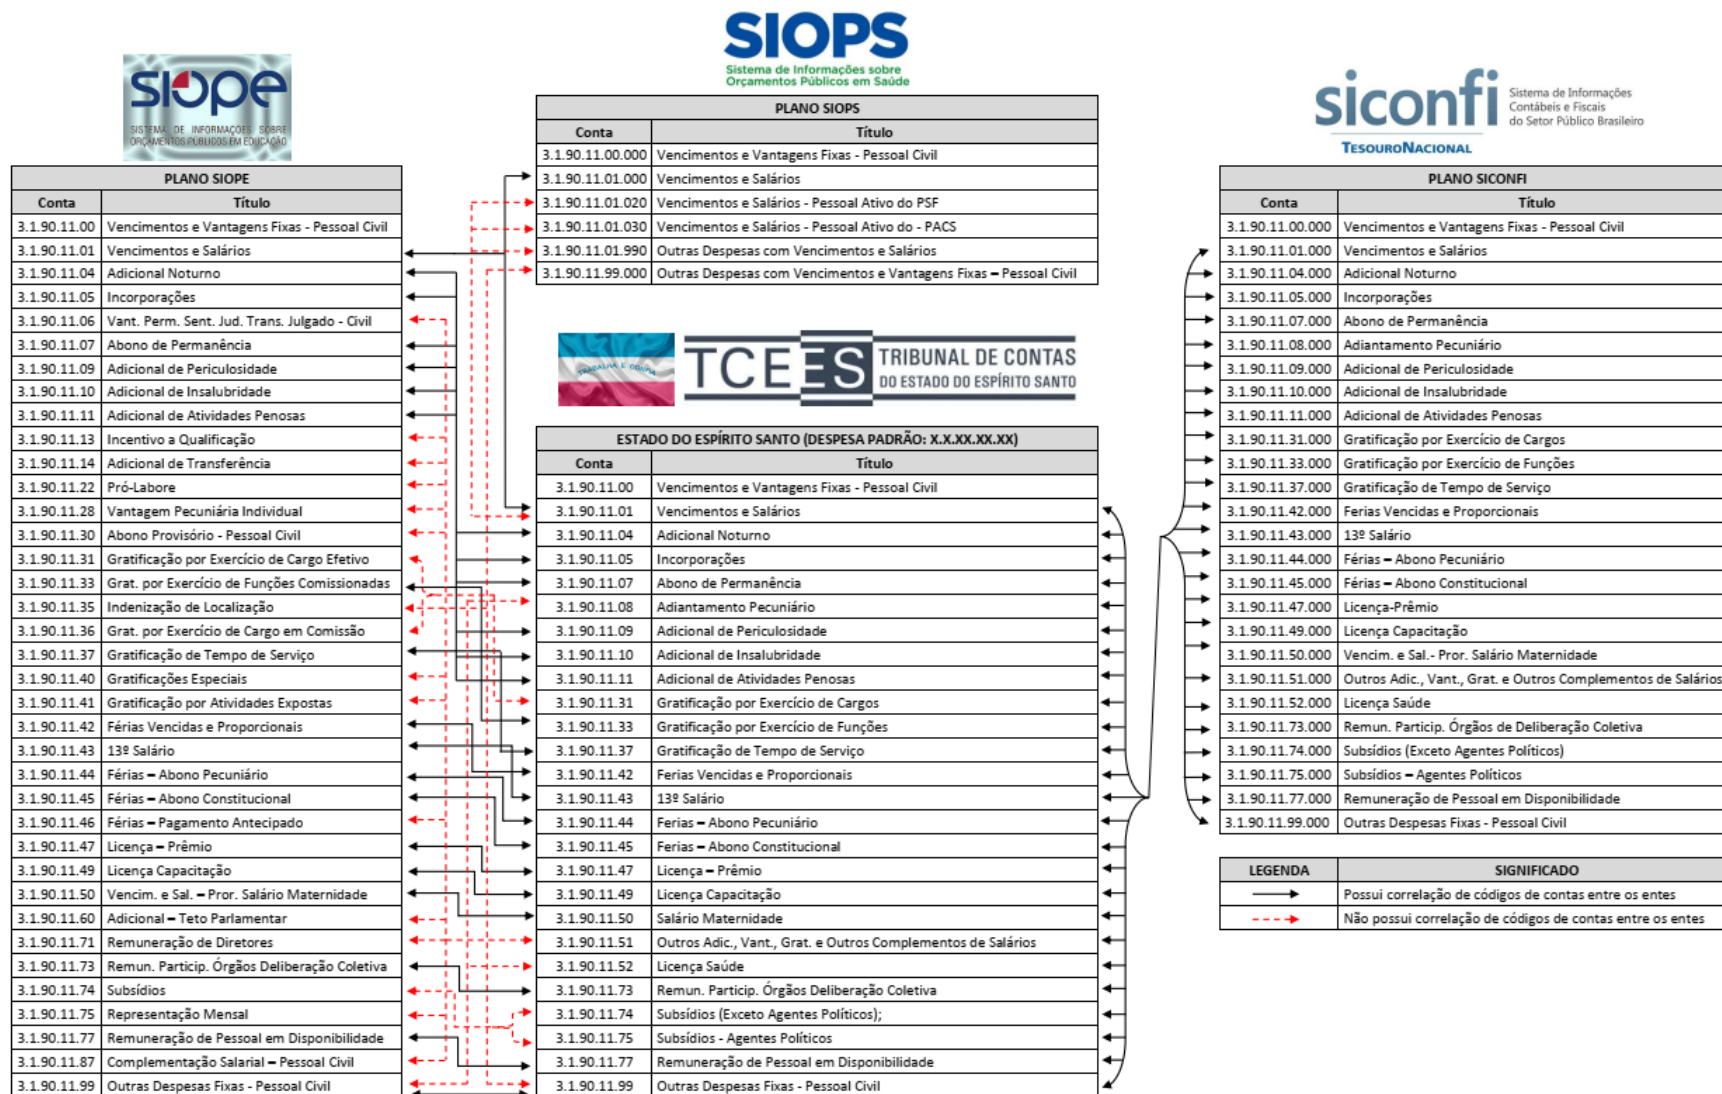 SIOPS
Sistema de Informações sobre
Orçamentos Públicos em Saúde
siope
SISTEMA DE INFORMAÇÕES SOBRE
ORÇAMENTOS PÚBLICOS EM EDUCAÇÃO
siconfi
Sistema de Informações
Contábeis e Fiscais
do Setor Público Brasileiro
TESOURONACIONAL
PLANO SIOPE
Conta Título
3.1.90.11.00 Vencimentos e Vantagens Fixas - Pessoal Civil
3.1.90.11.01 Vencimentos e Salários
3.1.90.11.04 Adicional Noturno
3.1.90.11.05 Incorporações
3.1.90.11.06 Vant. Perm. Sent. Jud. Trans. Julgado - Civil
3.1.90.11.07 Abono de Permanência
3.1.90.11.09 Adicional de Periculosidade
3.1.90.11.10 Adicional de Insalubridade
3.1.90.11.11 Adicional de Atividades Penosas
3.1.90.11.13 Incentivo a Qualificação
3.1.90.11.14 Adicional de Transferência
3.1.90.11.22 Pró-Labore
3.1.90.11.28 Vantagem Pecuniária Individual
3.1.90.11.30 Abono Provisório - Pessoal Civil
3.1.90.11.31 Gratificação por Exercício de Cargo Efetivo
3.1.90.11.33 Grat. por Exercício de Funções Comissionadas
3.1.90.11.35 Indenização de Localização
3.1.90.11.36 Grat. por Exercício de Cargo em Comissão
3.1.90.11.37 Gratificação de Tempo de Serviço
3.1.90.11.40 Gratificações Especiais
3.1.90.11.41 Gratificação por Atividades Expostas
3.1.90.11.42 Férias Vencidas e Proporcionais
3.1.90.11.43 13º Salário
3.1.90.11.44 Férias – Abono Pecuniário
3.1.90.11.45 Férias – Abono Constitucional
3.1.90.11.46 Férias – Pagamento Antecipado
3.1.90.11.47 Licença – Prêmio
3.1.90.11.49 Licença Capacitação
3.1.90.11.50 Vencim. e Sal. – Pror. Salário Maternidade
3.1.90.11.60 Adicional – Teto Parlamentar
3.1.90.11.71 Remuneração de Diretores
3.1.90.11.73 Remun. Particip. Órgãos Deliberação Coletiva
3.1.90.11.74 Subsídios
3.1.90.11.75 Representação Mensal
3.1.90.11.77 Remuneração de Pessoal em Disponibilidade
3.1.90.11.87 Complementação Salarial – Pessoal Civil
3.1.90.11.99 Outras Despesas Fixas - Pessoal Civil
PLANO SIOPS
Conta Título
3.1.90.11.00.000 Vencimentos e Vantagens Fixas - Pessoal Civil
3.1.90.11.01.000 Vencimentos e Salários
3.1.90.11.01.020 Vencimentos e Salários - Pessoal Ativo do PSF
3.1.90.11.01.030 Vencimentos e Salários - Pessoal Ativo do - PACS
3.1.90.11.01.990 Outras Despesas com Vencimentos e Salários
3.1.90.11.99.000 Outras Despesas com Vencimentos e Vantagens Fixas – Pessoal Civil
TRABALHA E CONFIA
TCEES
TRIBUNAL DE CONTAS
DO ESTADO DO ESPÍRITO SANTO
ESTADO DO ESPÍRITO SANTO (DESPESA PADRÃO: X.X.XX.XX.XX)
Conta Título
3.1.90.11.00 Vencimentos e Vantagens Fixas - Pessoal Civil
3.1.90.11.01 Vencimentos e Salários
3.1.90.11.04 Adicional Noturno
3.1.90.11.05 Incorporações
3.1.90.11.07 Abono de Permanência
3.1.90.11.08 Adiantamento Pecuniário
3.1.90.11.09 Adicional de Periculosidade
3.1.90.11.10 Adicional de Insalubridade
3.1.90.11.11 Adicional de Atividades Penosas
3.1.90.11.31 Gratificação por Exercício de Cargos
3.1.90.11.33 Gratificação por Exercício de Funções
3.1.90.11.37 Gratificação de Tempo de Serviço
3.1.90.11.42 Ferias Vencidas e Proporcionais
3.1.90.11.43 13º Salário
3.1.90.11.44 Ferias – Abono Pecuniário
3.1.90.11.45 Ferias – Abono Constitucional
3.1.90.11.47 Licença – Prêmio
3.1.90.11.49 Licença Capacitação
3.1.90.11.50 Salário Maternidade
3.1.90.11.51 Outros Adic., Vant., Grat. e Outros Complementos de Salários
3.1.90.11.52 Licença Saúde
3.1.90.11.73 Remun. Particip. Órgãos Deliberação Coletiva
3.1.90.11.74 Subsídios (Exceto Agentes Políticos);
3.1.90.11.75 Subsídios - Agentes Políticos
3.1.90.11.77 Remuneração de Pessoal em Disponibilidade
3.1.90.11.99 Outras Despesas Fixas - Pessoal Civil
PLANO SICONFI
Conta Título
3.1.90.11.00.000 Vencimentos e Vantagens Fixas - Pessoal Civil
3.1.90.11.01.000 Vencimentos e Salários
3.1.90.11.04.000 Adicional Noturno
3.1.90.11.05.000 Incorporações
3.1.90.11.07.000 Abono de Permanência
3.1.90.11.08.000 Adiantamento Pecuniário
3.1.90.11.09.000 Adicional de Periculosidade
3.1.90.11.10.000 Adicional de Insalubridade
3.1.90.11.11.000 Adicional de Atividades Penosas
3.1.90.11.31.000 Gratificação por Exercício de Cargos
3.1.90.11.33.000 Gratificação por Exercício de Funções
3.1.90.11.37.000 Gratificação de Tempo de Serviço
3.1.90.11.42.000 Ferias Vencidas e Proporcionais
3.1.90.11.43.000 13º Salário
3.1.90.11.44.000 Férias – Abono Pecuniário
3.1.90.11.45.000 Férias – Abono Constitucional
3.1.90.11.47.000 Licença-Prêmio
3.1.90.11.49.000 Licença Capacitação
3.1.90.11.50.000 Vencim. e Sal.- Pror. Salário Maternidade
3.1.90.11.51.000 Outros Adic., Vant., Grat. e Outros Complementos de Salários
3.1.90.11.52.000 Licença Saúde
3.1.90.11.73.000 Remun. Particip. Órgãos de Deliberação Coletiva
3.1.90.11.74.000 Subsídios (Exceto Agentes Políticos)
3.1.90.11.75.000 Subsídios – Agentes Políticos
3.1.90.11.77.000 Remuneração de Pessoal em Disponibilidade
3.1.90.11.99.000 Outras Despesas Fixas - Pessoal Civil
LEGENDA SIGNIFICADO
Possui correlação de códigos de contas entre os entes
Não possui correlação de códigos de contas entre os entes